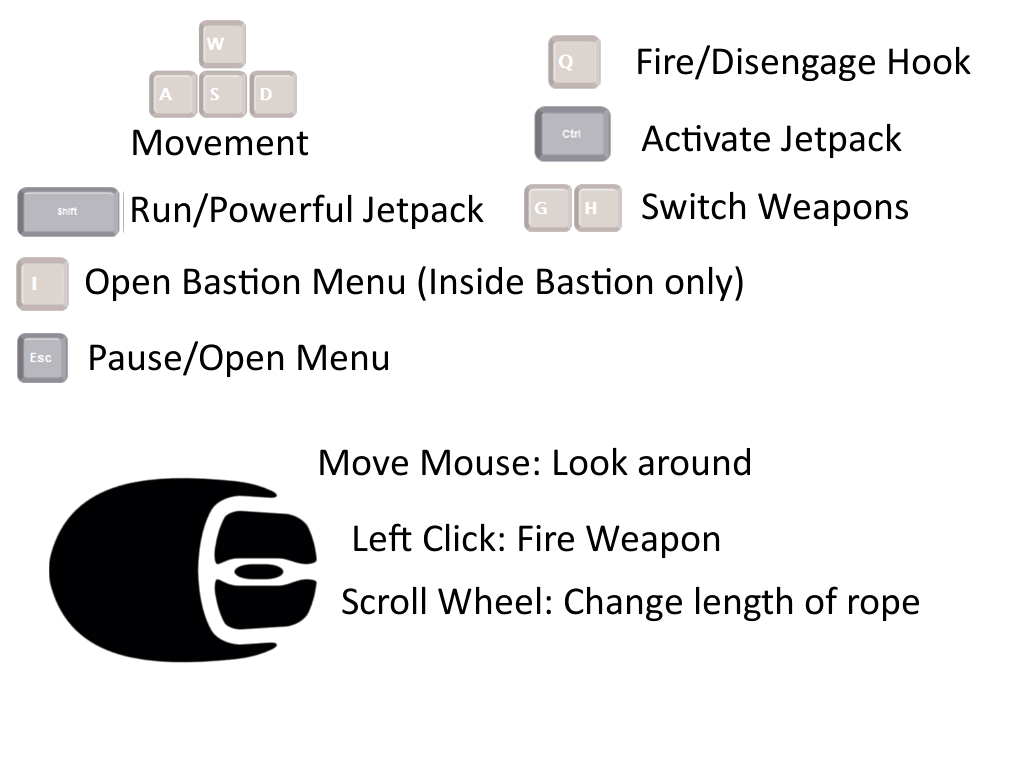 W
Q Fire/Disengage Hook
A S D
Ctrl Activate Jetpack
Movement
Shift Run/Powerful Jetpack
G H Switch Weapons
I Open Bastion Menu (Inside Bastion only)
Esc Pause/Open Menu
Move Mouse: Look around
Left Click: Fire Weapon
Scroll Wheel: Change length of rope